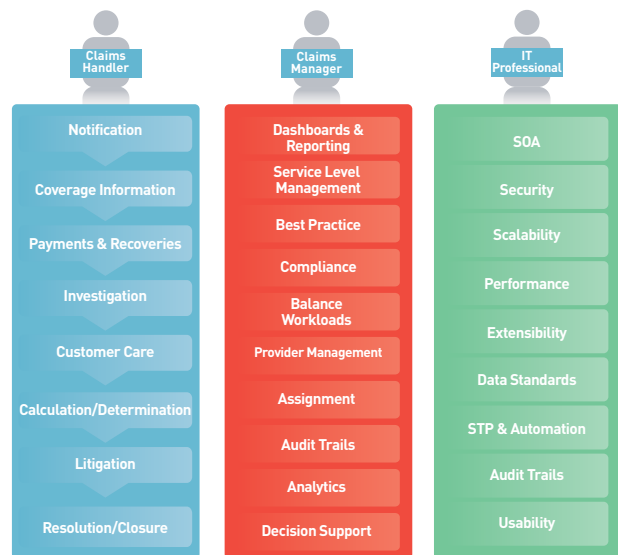 Claims
Handler
Notification
Coverage Information
Payments & Recoveries
Investigation
Customer Care
Calculation/Determination
Litigation
Resolution/Closure
Claims
Manager
Dashboards &
Reporting
Service Level
Management
Best Practice
Compliance
Balance
Workloads
Provider Management
Assignment
Audit Trails
Analytics
Decision Support
IT
Professional
SOA
Security
Scalability
Performance
Extensibility
Data Standards
STP & Automation
Audit Trails
Usability